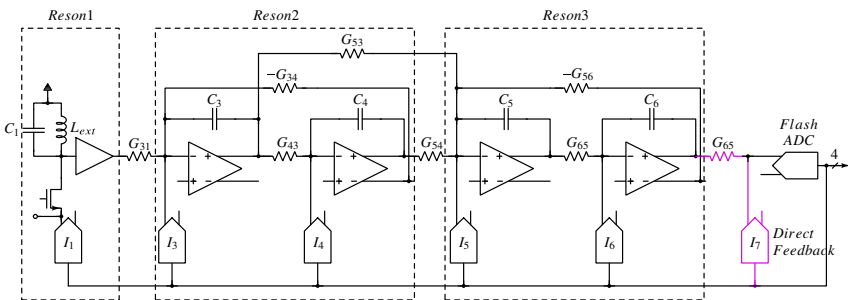 Reson1
Reson2
Reson3
G53
−G34
−G56
C3
C4
C5
C6
C1
Lext
Flash
ADC
4
G31
G43
G54
G65
G65
− +
+ −
− +
+ −
− +
+ −
− +
+ −
I1
I3
I4
I5
I6
I7
Direct
Feedback